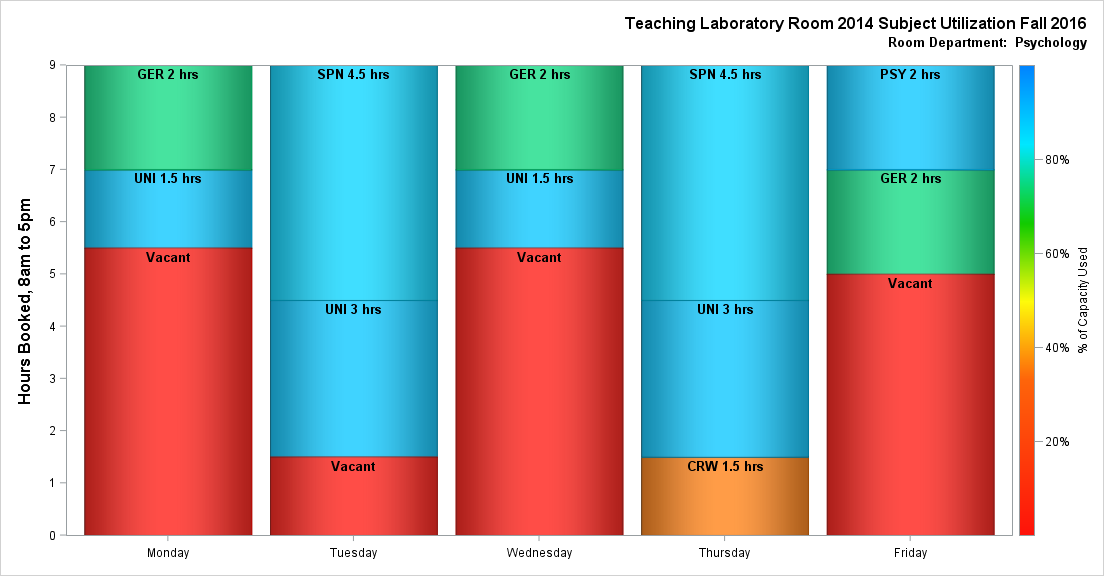 Teaching Laboratory Room 2014 Subject Utilization Fall 2016
Room Department: Psychology
Hours Booked, 8am to 5pm
9
8
7
6
5
4
3
2
1
0
GER 2 hrs
UNI 1.5 hrs
Vacant
SPN 4.5 hrs
UNI 3 hrs
Vacant
GER 2 hrs
UNI 1.5 hrs
Vacant
SPN 4.5 hrs
UNI 3 hrs
CRW 1.5 hrs
PSY 2 hrs
GER 2 hrs
Vacant
Monday
Tuesday
Wednesday
Thursday
Friday
80%
60%
40%
20%
% of Capacity Used